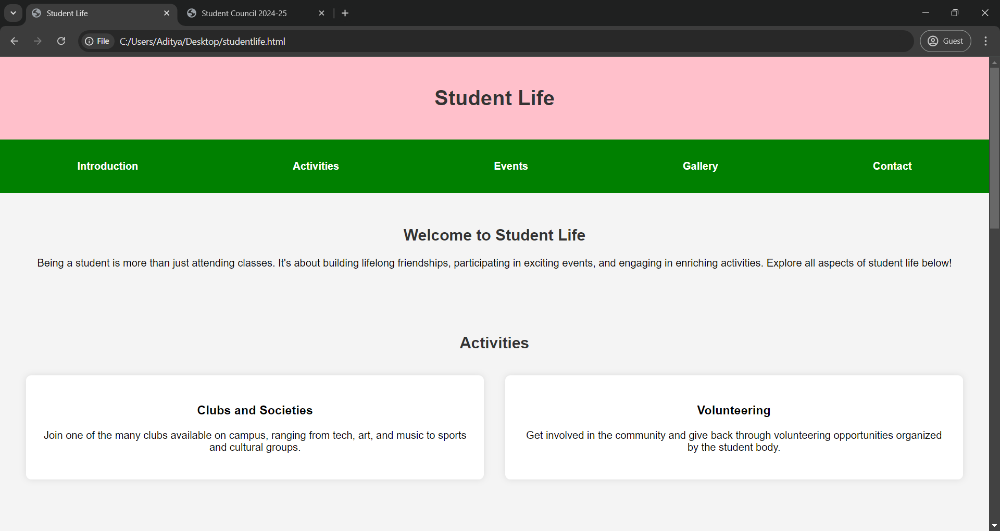 Student Life
Student Council 2024-25
File
C:/Users/Aditya/Desktop/studentlife.html
Guest
Student Life
Introduction
Activities
Events
Gallery
Contact
Welcome to Student Life
Being a student is more than just attending classes. It's about building lifelong friendships, participating in exciting events, and engaging in enriching activities. Explore all aspects of student life below!
Activities
Clubs and Societies
Join one of the many clubs available on campus, ranging from tech, art, and music to sports
and cultural groups.
Volunteering
Get involved in the community and give back through volunteering opportunities organized
by the student body.